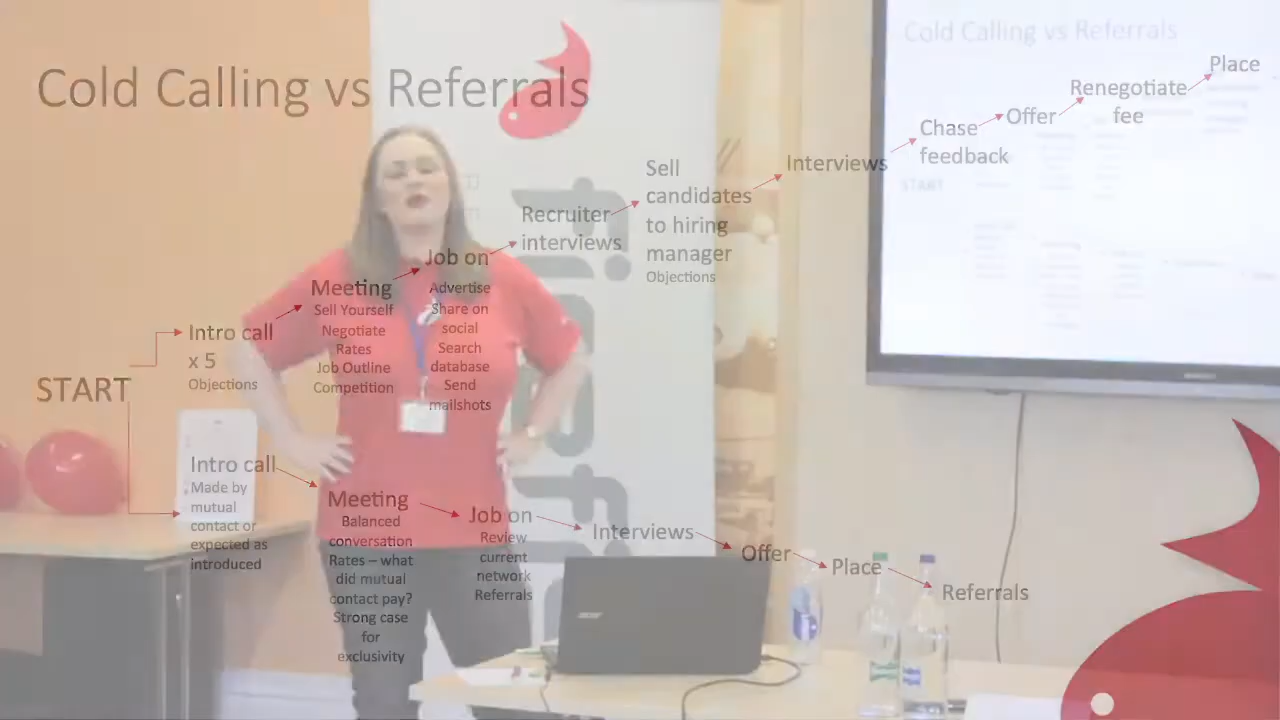 Cold Calling vs Referrals
START
Intro call
x 5
Objections
Meeting
Sell Yourself
Negotiate
Rates
Job Outline
Competition
Job on
Advertise
Share on
social
Search
database
Send
mailshots
Recruiter
interviews
Sell
candidates
to hiring
manager
Objections
Interviews
Chase
feedback
Offer
Renegotiate
fee
Place
Intro call
Made by
mutual
contact or
expected as
introduced
Meeting
Balanced
conversation
Rates – what
did mutual
contact pay?
Strong case
for
exclusivity
Job on
Review
current
network
Referrals
Interviews
Offer
Place
Referrals
Cold Calling vs Referrals
START
acer